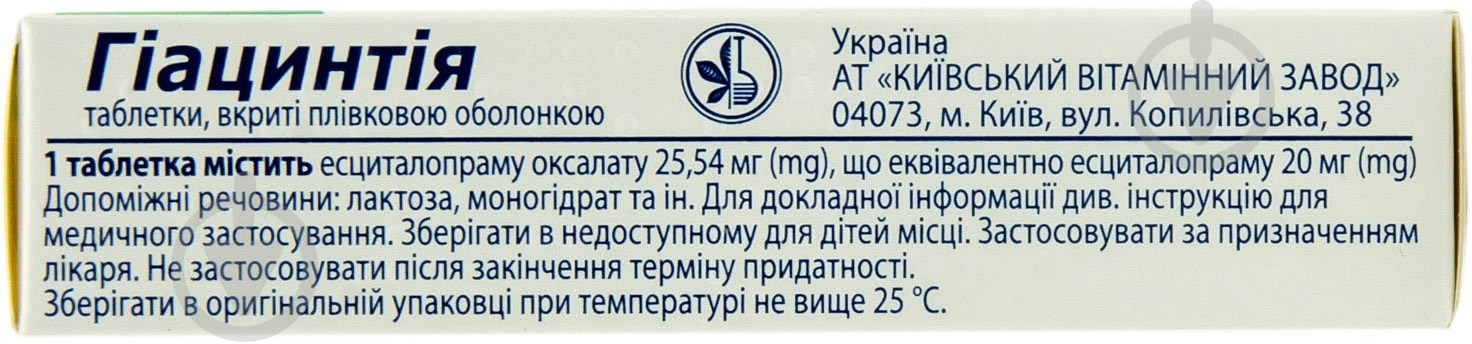 Гіацинтія
таблетки, вкриті плівковою оболонкою
Україна
АТ «КИЇВСЬКИЙ ВІТАМІННИЙ ЗАВОД»
04073, м. Київ, вул. Копилівська, 38
1 таблетка містить есциталопраму оксалату 25,54 мг (mg), що еквівалентно есциталопраму 20 мг (mg)
Допоміжні речовини: лактоза, моногідрат та ін. Для докладної інформації див. інструкцію для
медичного застосування. Зберігати в недоступному для дітей місці. Застосовувати за призначенням
лікаря. Не застосовувати після закінчення терміну придатності.
Зберігати в оригінальній упаковці при температурі не вище 25 °С.